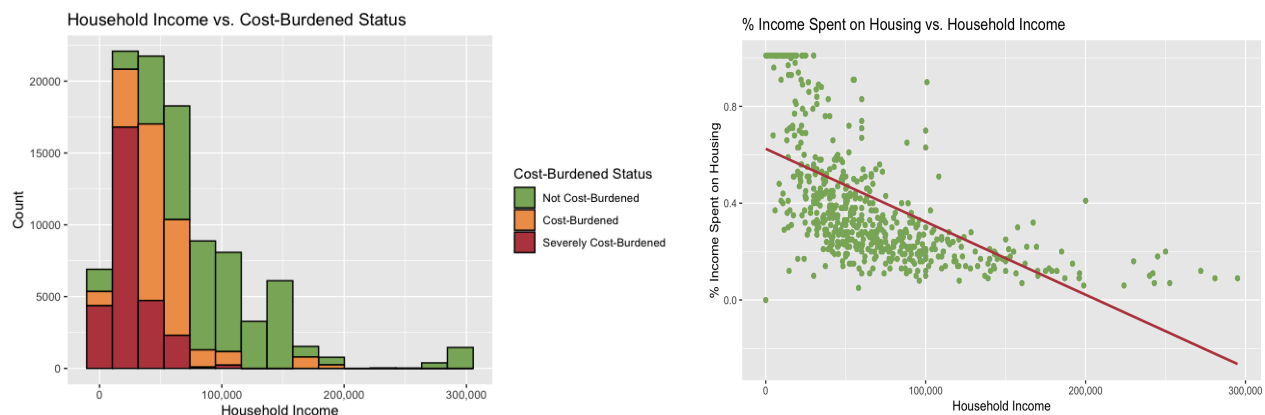 Household Income vs. Cost-Burdened Status
20000
15000
10000
5000
0
Count
0
100,000
200,000
300,000
Household Income
Cost-Burdened Status
Not Cost-Burdened
Cost-Burdened
Severely Cost-Burdened
% Income Spent on Housing vs. Household Income
0.8
0.4
0.0
% Income Spent on Housing
0
100,000
200,000
300,000
Household Income